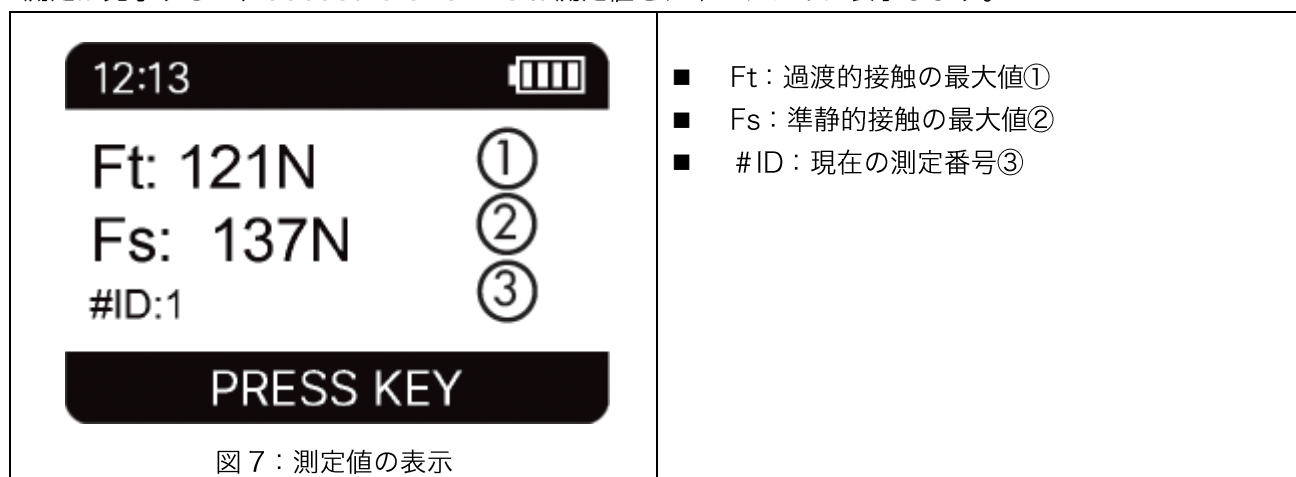 12:13
Ft: 121N ①
Fs: 137N ②
#ID:1 ③
PRESS KEY
図 7：測定値の表示
■ Ft：過渡的接触の最大値①
■ Fs：準静的接触の最大値②
■ #ID：現在の測定番号③